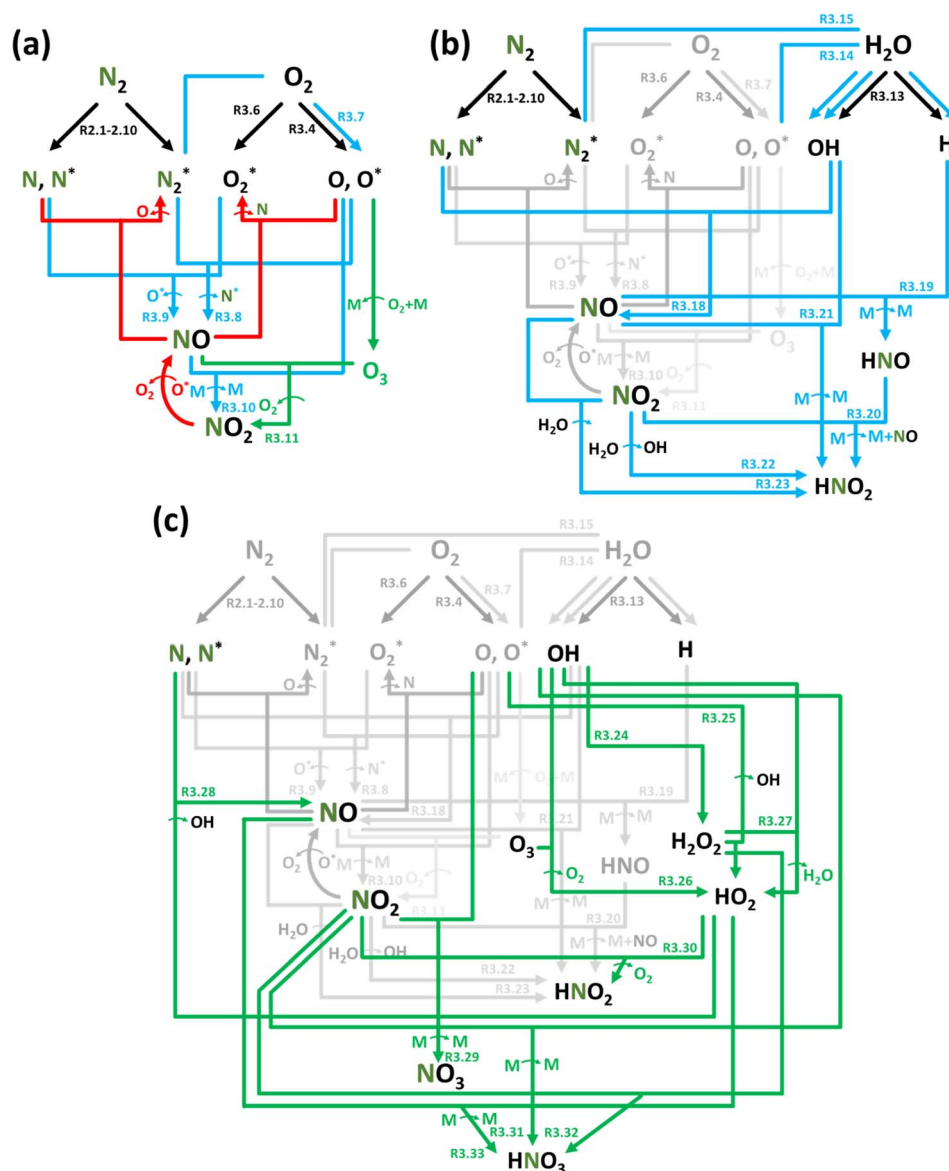 (a)
N2
O2
R2.1-2.10
R3.6
R3.4
R3.7
N, N*
N2*
O2*
O, O*
O
N
O*
N*
R3.9
R3.8
M
O2+M
NO
O3
O2
O*
M
M
R3.10
O2
NO2
R3.11
(b)
R3.15
N2
O2
H2O
R3.14
R3.6
R3.7
R2.1-2.10
R3.4
R3.13
N, N*
N2*
O2*
O, O*
OH
H
O
N
O*
N*
M
O2+M
R3.9
R3.8
R3.19
NO
R3.18
R3.21
M
M
O2
O*
M
M
O3
HNO
R3.10
O2
NO2
R3.11
M
M
R3.20
H2O
H2O
OH
M
M+NO
R3.22
R3.23
HNO2
(c)
R3.15
N2
O2
H2O
R3.14
R3.6
R3.7
R2.1-2.10
R3.4
R3.13
N, N*
N2*
O2*
O, O*
OH
H
O
N
R3.25
R3.24
O*
N*
M
O2+M
OH
R3.28
R3.9
R3.8
R3.19
NO
R3.18
R3.21
R3.27
OH
M
M
H2O2
O3
O2
O*
M
M
HNO
O2
H2O
R3.10
O2
R3.26
NO2
R3.11
M
M
HO2
R3.20
H2O
R3.30
H2O
OH
M
M+NO
O2
R3.22
R3.23
HNO2
M
M
R3.29
M
M
NO3
M
M
R3.31
R3.32
R3.33
HNO3